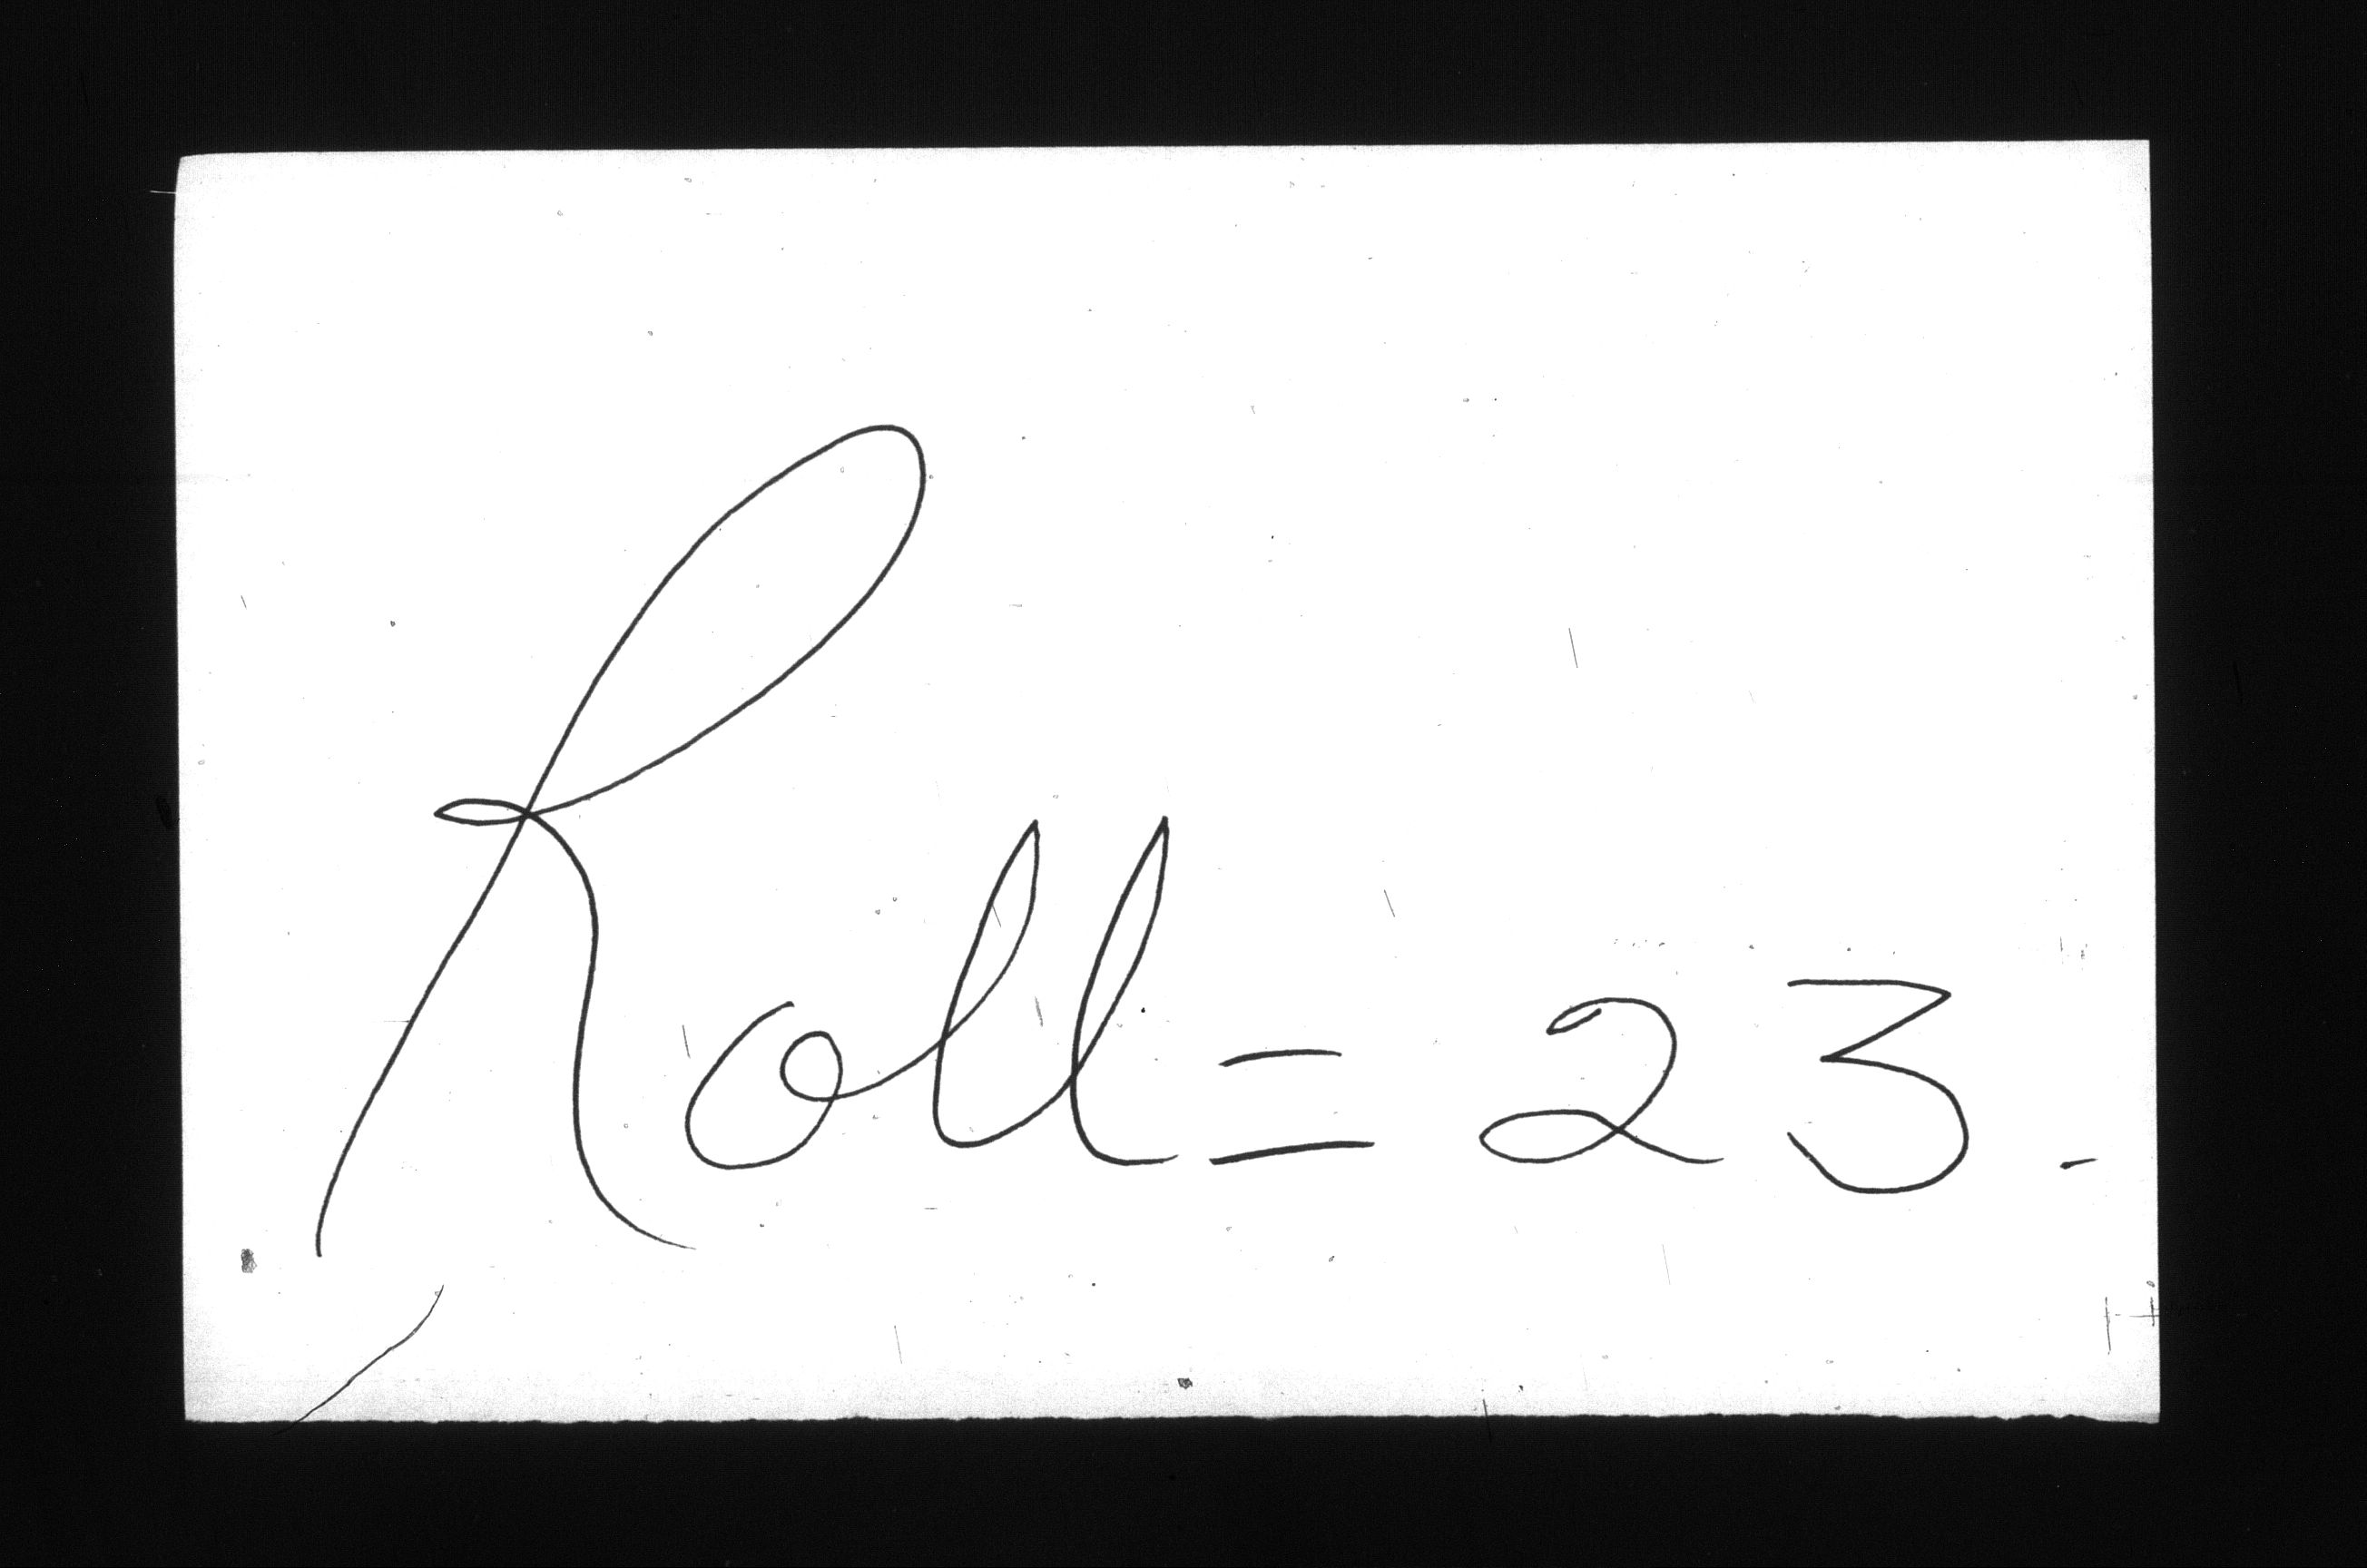 Roll = 23.